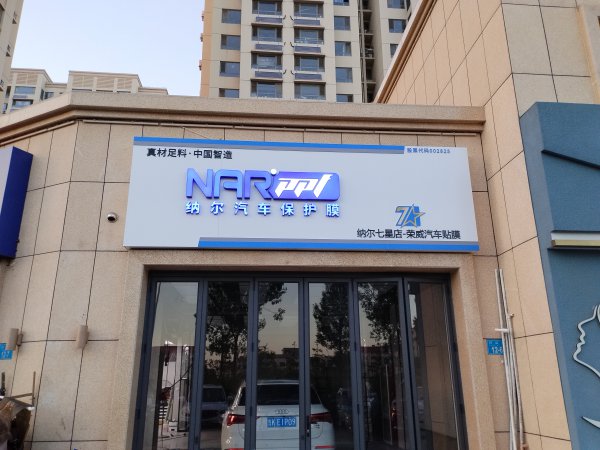 真材足料·中国智造
股票代码002825
NAR ppf
纳尔汽车保护膜
7
纳尔七星店-荣威汽车贴膜
KE1P09